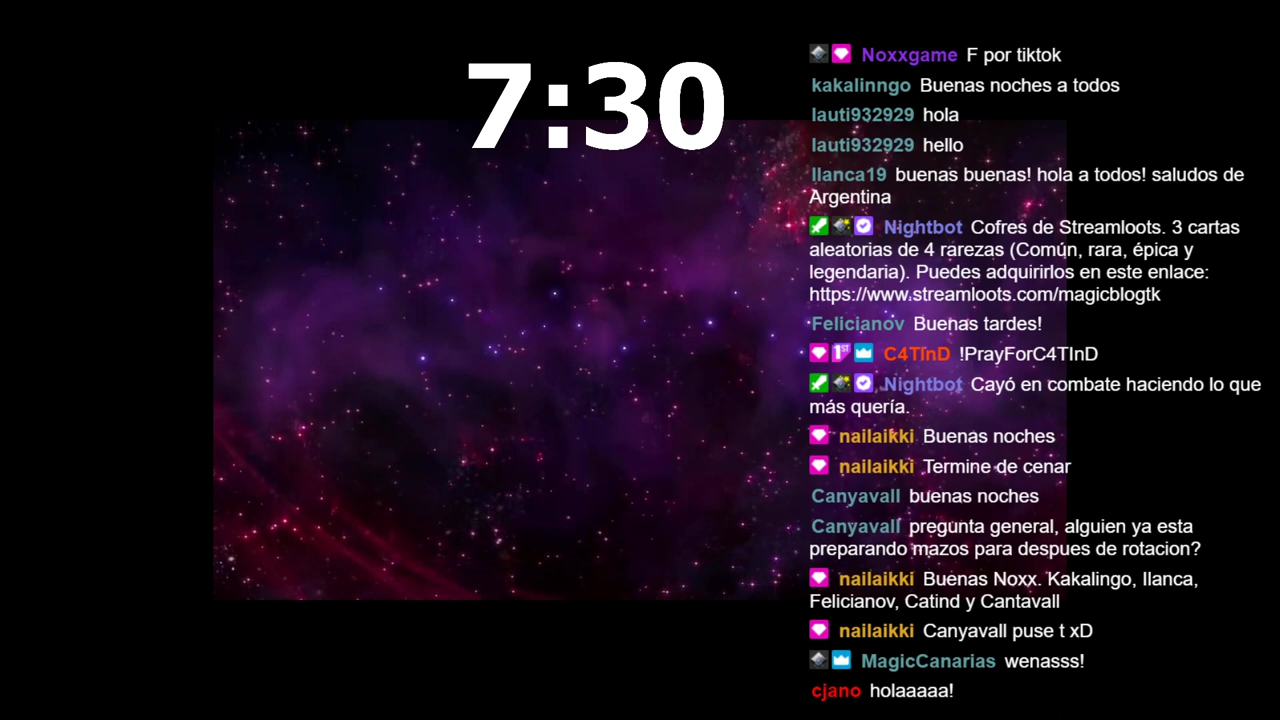 7:30
Noxxgame F por tiktok
kakalinngo Buenas noches a todos
lauti932929 hola
lauti932929 hello
llanca19 buenas buenas! hola a todos! saludos de
Argentina
Nightbot Cofres de Streamloots. 3 cartas
aleatorias de 4 rarezas (Común, rara, épica y
legendaria). Puedes adquirirlos en este enlace:
https://www.streamloots.com/magicblogtk
Felicianov Buenas tardes!
1ST C4TInD !PrayForC4TInD
Nightbot Cayó en combate haciendo lo que
más quería.
nailaikki Buenas noches
nailaikki Termine de cenar
Canyavall buenas noches
Canyavall pregunta general, alguien ya esta
preparando mazos para despues de rotacion?
nailaikki Buenas Noxx. Kakalingo, Ilanca,
Felicianov, Catind y Cantavall
nailaikki Canyavall puse t xD
MagicCanarias wenasss!
cjano holaaaaa!